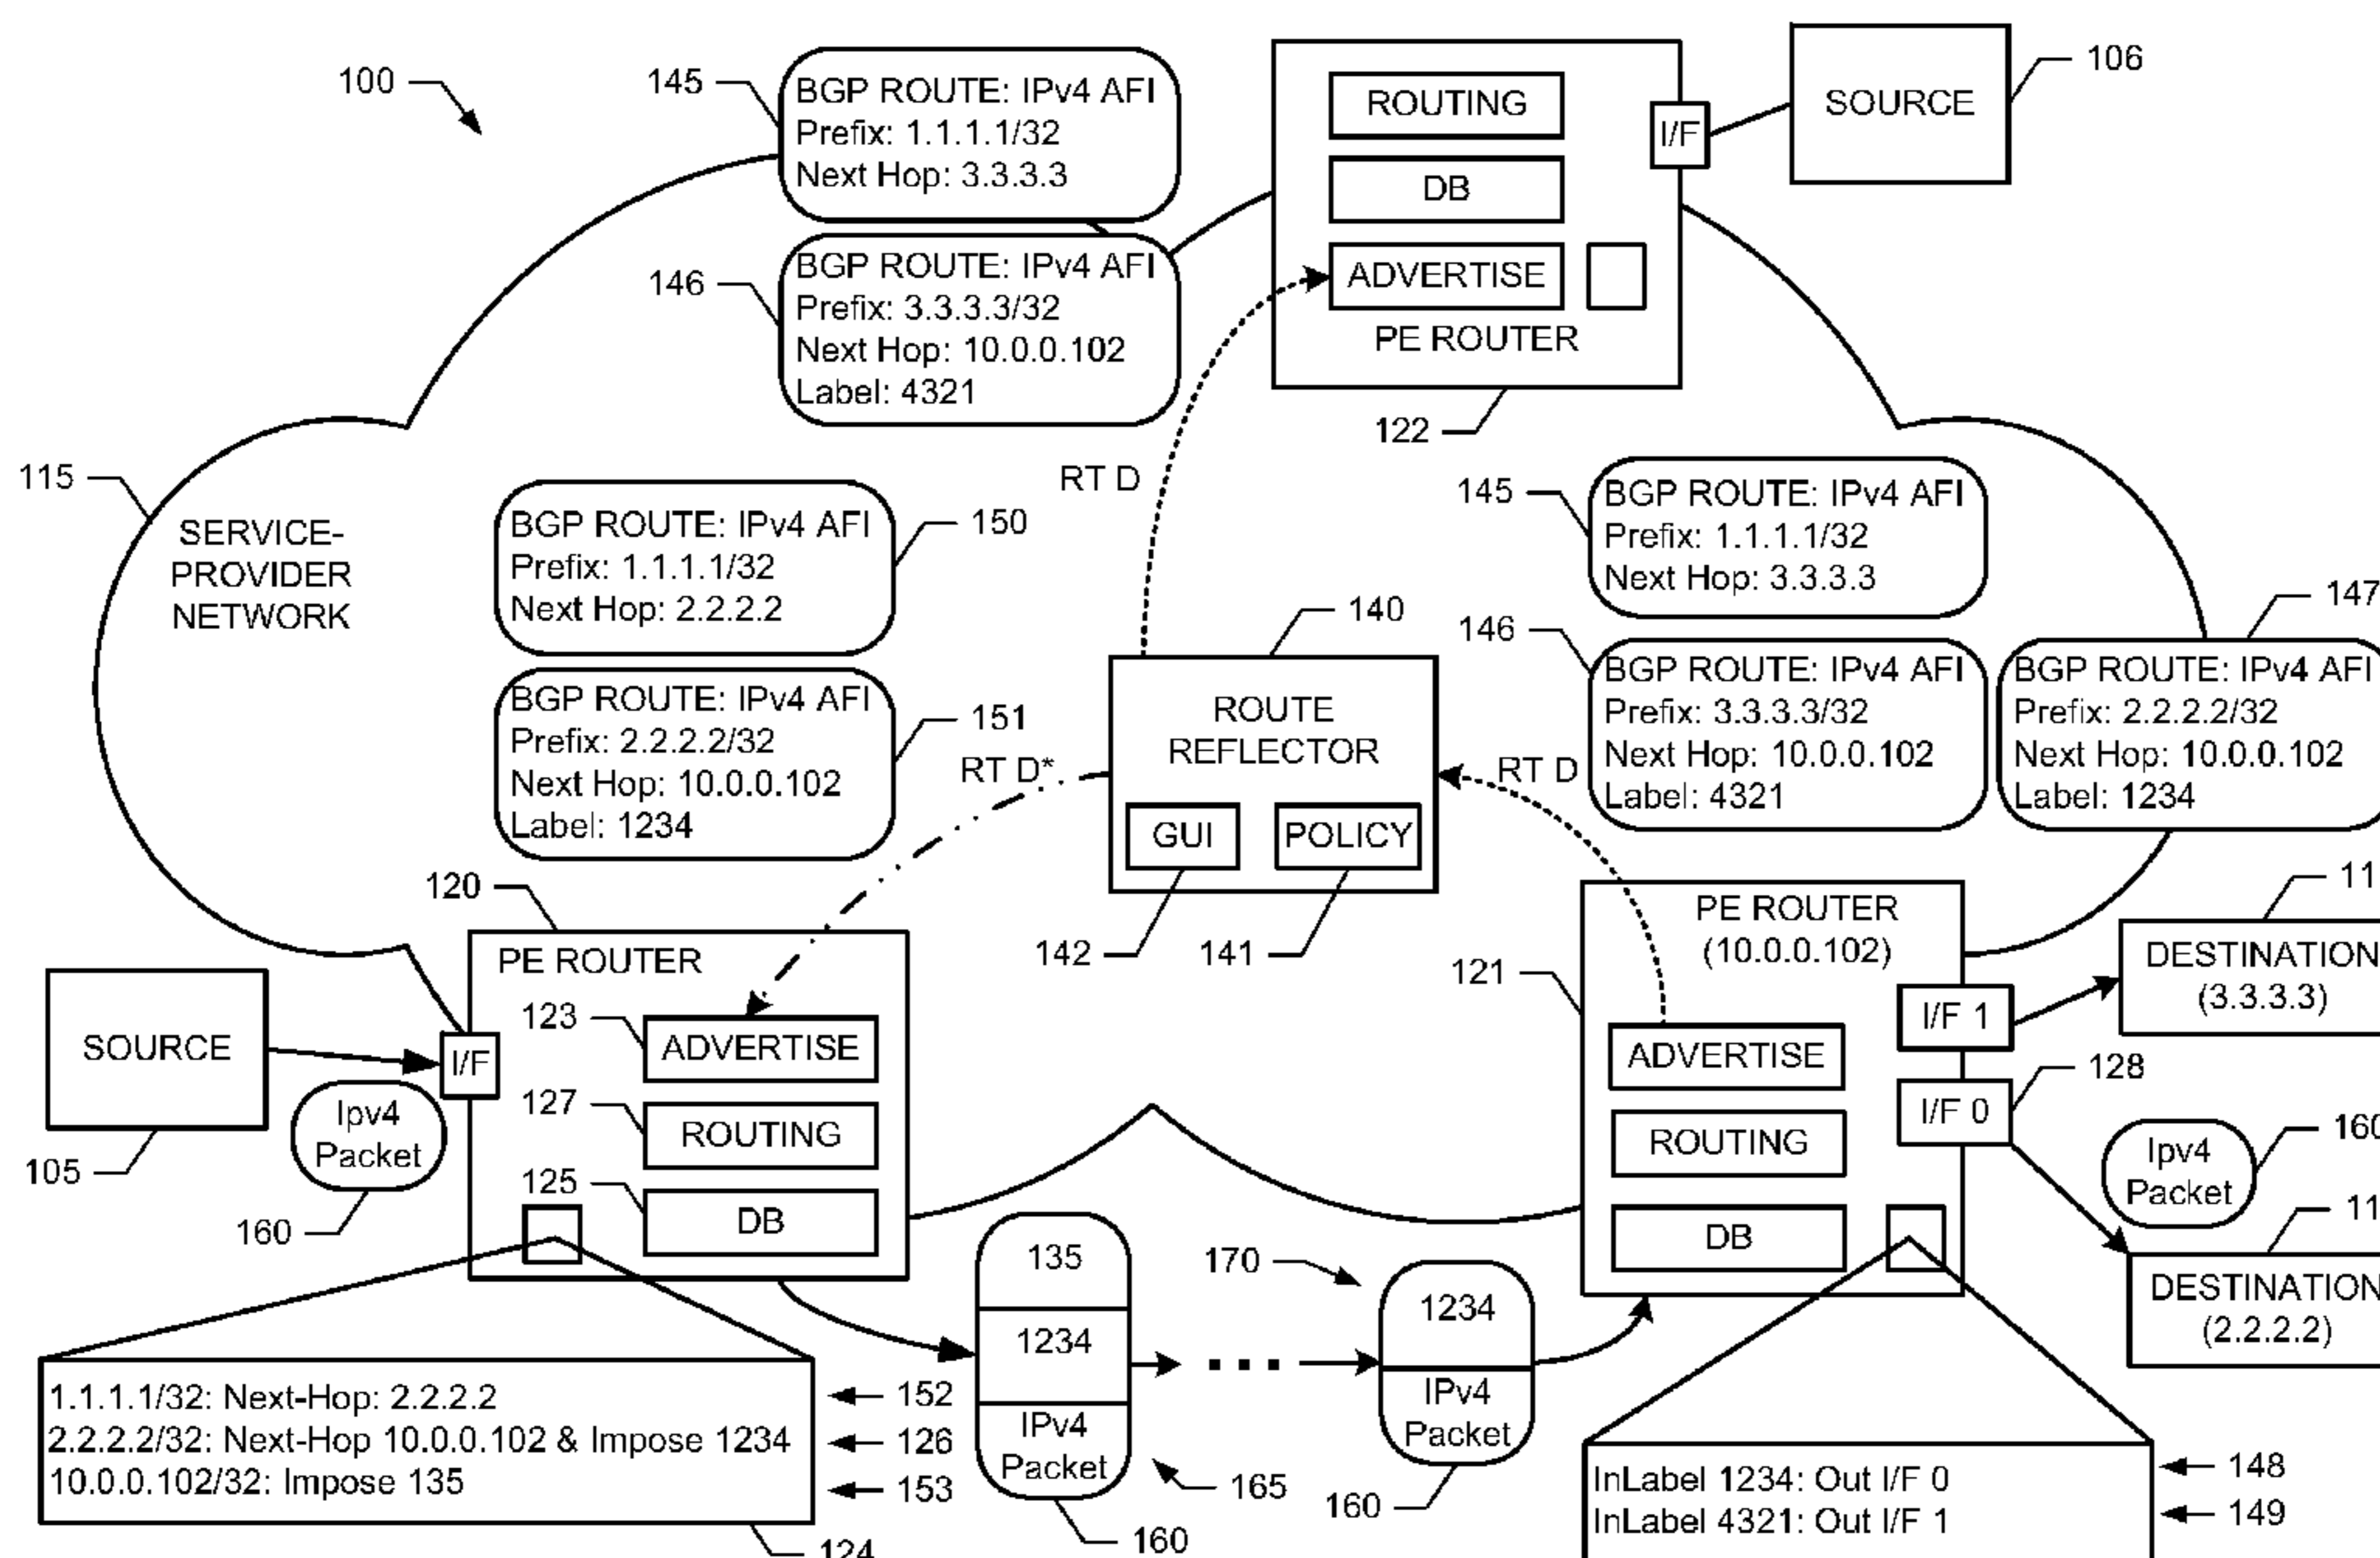 100
145
BGP ROUTE: IPv4 AFI
Prefix: 1.1.1.1/32
Next Hop: 3.3.3.3
146
BGP ROUTE: IPv4 AFI
Prefix: 3.3.3.3/32
Next Hop: 10.0.0.102
Label: 4321
ROUTING
DB
ADVERTISE
PE ROUTER
122
I/F
SOURCE
106
115
SERVICE-
PROVIDER
NETWORK
BGP ROUTE: IPv4 AFI
Prefix: 1.1.1.1/32
Next Hop: 2.2.2.2
150
BGP ROUTE: IPv4 AFI
Prefix: 2.2.2.2/32
Next Hop: 10.0.0.102
Label: 1234
151
RT D
RT D*
140
ROUTE
REFLECTOR
GUI
POLICY
142
141
RT D
145
BGP ROUTE: IPv4 AFI
Prefix: 1.1.1.1/32
Next Hop: 3.3.3.3
146
BGP ROUTE: IPv4 AFI
Prefix: 3.3.3.3/32
Next Hop: 10.0.0.102
Label: 4321
147
BGP ROUTE: IPv4 AFI
Prefix: 2.2.2.2/32
Next Hop: 10.0.0.102
Label: 1234
120
PE ROUTER
123
ADVERTISE
127
ROUTING
125
DB
SOURCE
105
I/F
Ipv4
Packet
160
121
PE ROUTER
(10.0.0.102)
ADVERTISE
ROUTING
DB
I/F 1
I/F 0
128
11
DESTINATION
(3.3.3.3)
Ipv4
Packet
160
11
DESTINATION
(2.2.2.2)
1.1.1.1/32: Next-Hop: 2.2.2.2
152
2.2.2.2/32: Next-Hop 10.0.0.102 & Impose 1234
126
10.0.0.102/32: Impose 135
153
124
135
1234
IPv4
Packet
165
160
170
1234
IPv4
Packet
160
InLabel 1234: Out I/F 0
148
InLabel 4321: Out I/F 1
149